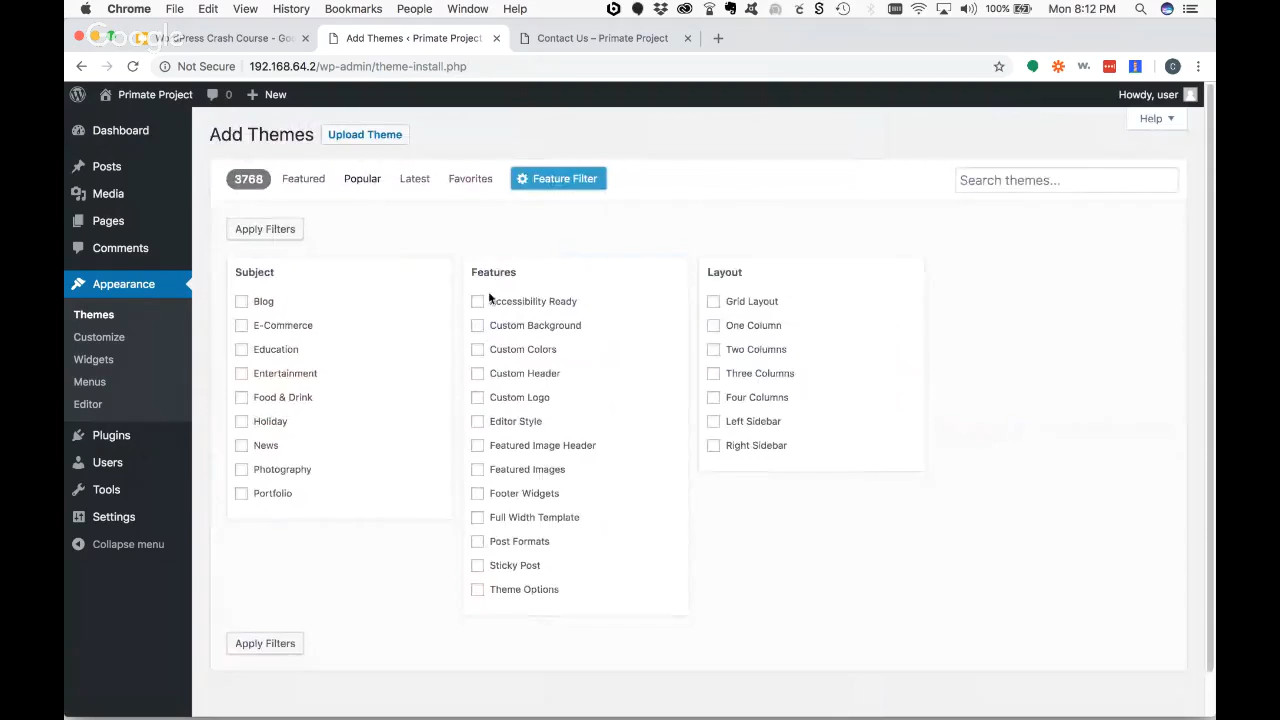 Chrome File Edit View History Bookmarks People Window Help 100% Mon 8:12 PM
Google
WordPress Crash Course - Goo Add Themes ‹ Primate Project Contact Us – Primate Project
Not Secure 192.168.64.2/wp-admin/theme-install.php
Primate Project 0 New Howdy, user
Help
Add Themes Upload Theme
Dashboard
Posts
Media
Pages
Comments
Appearance
Themes
Customize
Widgets
Menus
Editor
Plugins
Users
Tools
Settings
Collapse menu
3768 Featured Popular Latest Favorites Feature Filter Search themes...
Apply Filters
Subject
Blog
E-Commerce
Education
Entertainment
Food & Drink
Holiday
News
Photography
Portfolio
Features
Accessibility Ready
Custom Background
Custom Colors
Custom Header
Custom Logo
Editor Style
Featured Image Header
Featured Images
Footer Widgets
Full Width Template
Post Formats
Sticky Post
Theme Options
Layout
Grid Layout
One Column
Two Columns
Three Columns
Four Columns
Left Sidebar
Right Sidebar
Apply Filters